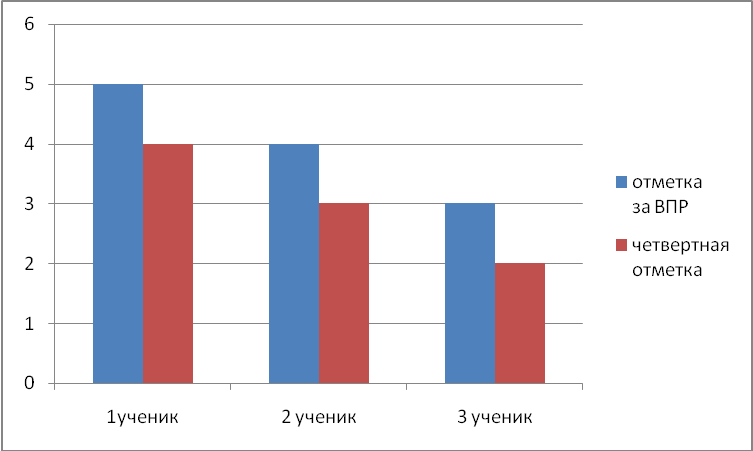 6
5
4
3
2
1
0
1ученик
2 ученик
3 ученик
отметка
за ВПР
четвертная
отметка